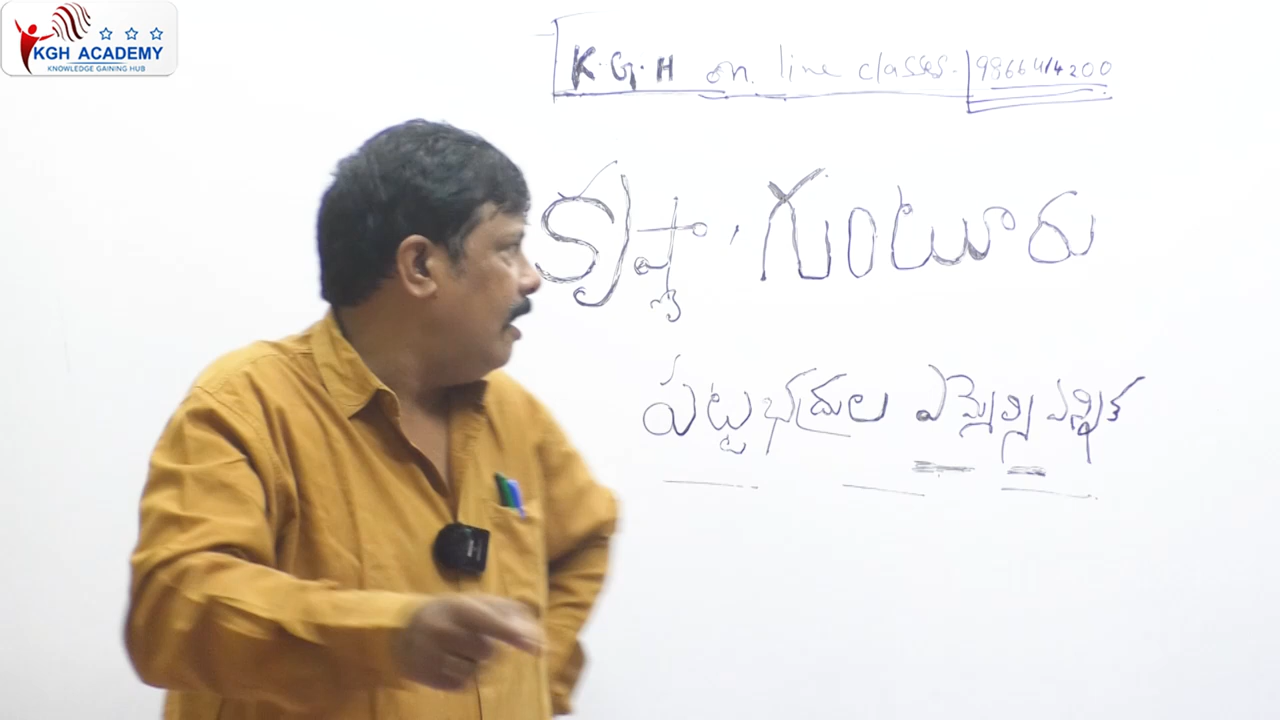 KGH ACADEMY
KNOWLEDGE GAINING HUB
K.G.H on line classes. 9866414200
కృష్ణా, గుంటూరు
పట్టభద్రుల ఎమ్మెల్సి ఎన్నిక